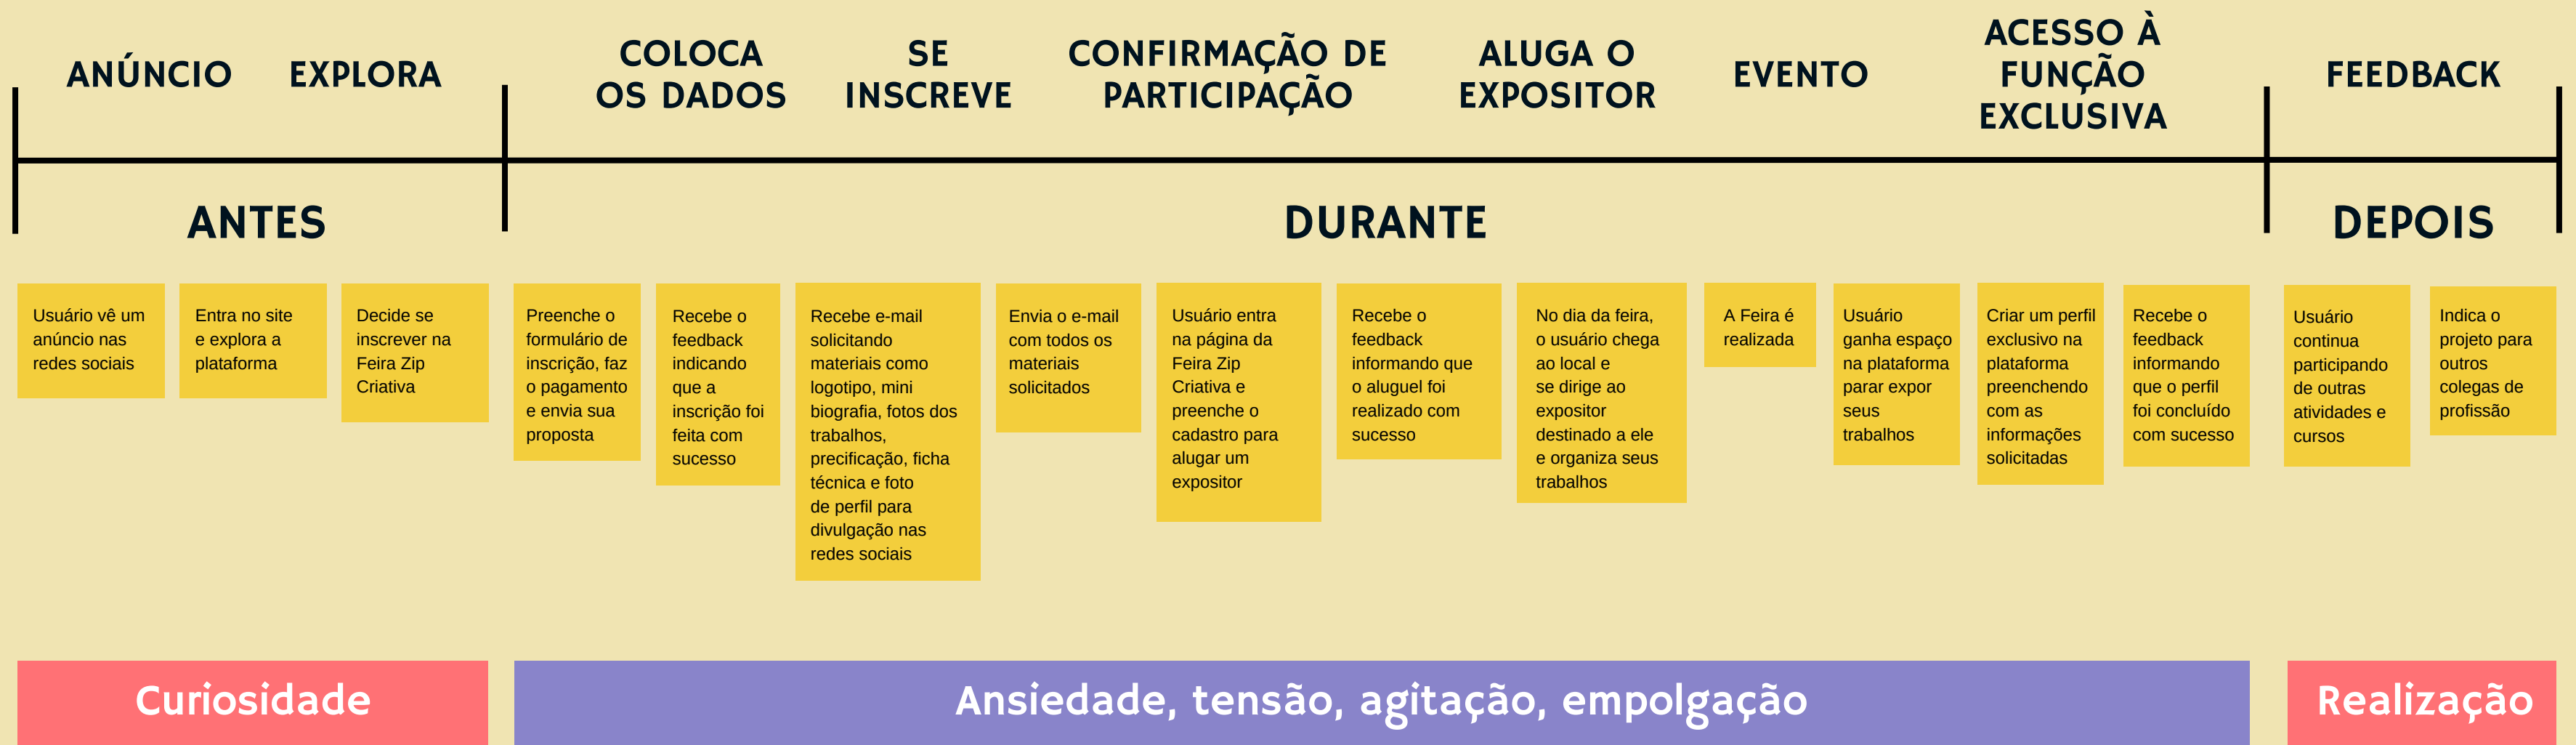 ANÚNCIO
EXPLORA
COLOCA
OS DADOS
SE
INSCREVE
CONFIRMAÇÃO DE
PARTICIPAÇÃO
ALUGA O
EXPOSITOR
EVENTO
ACESSO À
FUNÇÃO
EXCLUSIVA
FEEDBACK
ANTES
DURANTE
DEPOIS
Usuário vê um
anúncio nas
redes sociais
Entra no site
e explora a
plataforma
Decide se
inscrever na
Feira Zip
Criativa
Preenche o
formulário de
inscrição, faz
o pagamento
e envia sua
proposta
Recebe o
feedback
indicando
que a
inscrição foi
feita com
sucesso
Recebe e-mail
solicitando
materiais como
logotipo, mini
biografia, fotos dos
trabalhos,
precificação, ficha
técnica e foto
de perfil para
divulgação nas
redes sociais
Envia o e-mail
com todos os
materiais
solicitados
Usuário entra
na página da
Feira Zip
Criativa e
preenche o
cadastro para
alugar um
expositor
Recebe o
feedback
informando que
o aluguel foi
realizado com
sucesso
No dia da feira,
o usuário chega
ao local e
se dirige ao
expositor
destinado a ele
e organiza seus
trabalhos
A Feira é
realizada
Usuário
ganha espaço
na plataforma
parar expor
seus
trabalhos
Criar um perfil
exclusivo na
plataforma
preenchendo
com as
informações
solicitadas
Recebe o
feedback
informando
que o perfil
foi concluído
com sucesso
Usuário
continua
participando
de outras
atividades e
cursos
Indica o
projeto para
outros
colegas de
profissão
Curiosidade
Ansiedade, tensão, agitação, empolgação
Realização